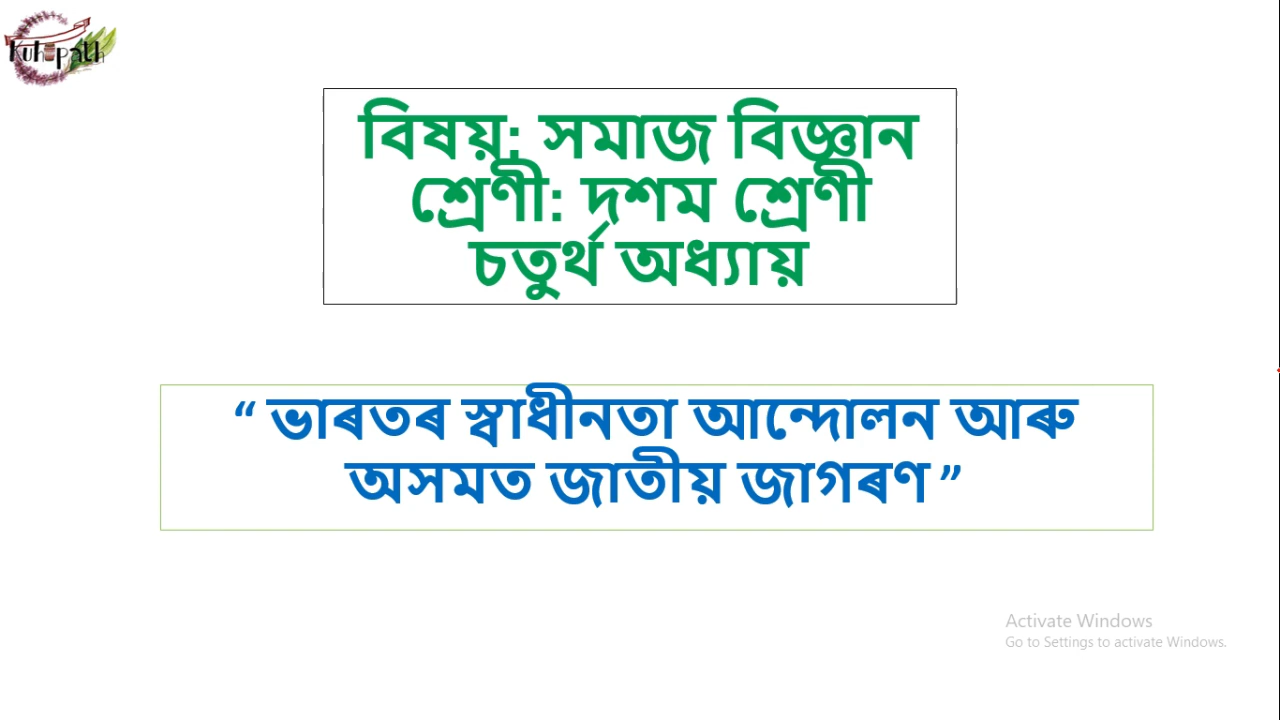 Kuhipath
বিষয়: সমাজ বিজ্ঞান
শ্ৰেণী: দশম শ্ৰেণী
চতুৰ্থ অধ্যায়
“ ভাৰতৰ স্বাধীনতা আন্দোলন আৰু
অসমত জাতীয় জাগৰণ ”
Activate Windows
Go to Settings to activate Windows.